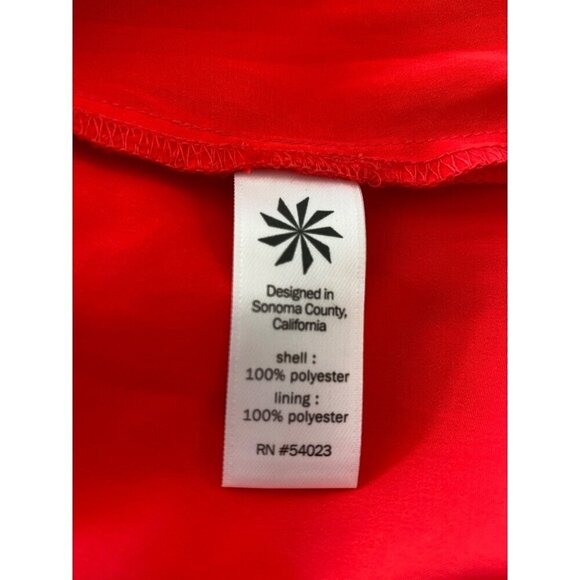 Designed in
Sonoma County,
California
shell :
100% polyester
lining :
100% polyester
RN #54023